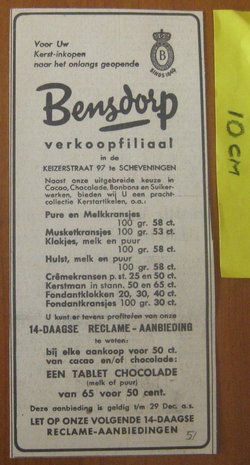 Voor Uw
Kerst-inkopen
naar het onlangs geopende
B
SINDS 1840
Bensdorp
verkoopfiliaal
in de
KEIZERSTRAAT 97 te SCHEVENINGEN
Naast onze uitgebreide keuze in
Cacao, Chocolade, Bonbons en Suiker-
werken, bieden wij U een pracht-
collectie Kerstartikelen, o.a.:
Pure en Melkkransjes
100 gr. 58 ct.
Musketkransjes 100 gr. 53 ct.
Klokjes, melk en puur
100 gr. 58 ct.
Hulst, melk en puur
100 gr. 58 ct.
Crêmekransen p. st. 25 en 50 ct.
Kerstman in stann. 50 en 65 ct.
Fondantklokken 20, 30, 40 ct.
Fondantkransjes 100 gr. 30 ct.
U kunt er tevens profiteren van onze
14-DAAGSE RECLAME-AANBIEDING
te weten:
bij elke aankoop voor 50 ct.
van cacao en/of chocolade:
EEN TABLET CHOCOLADE
(melk of puur)
van 65 voor 50 cent.
Deze aanbieding is geldig t/m 29 Dec. a.s.
LET OP ONZE VOLGENDE 14-DAAGSE
RECLAME-AANBIEDINGEN
51
10 CM